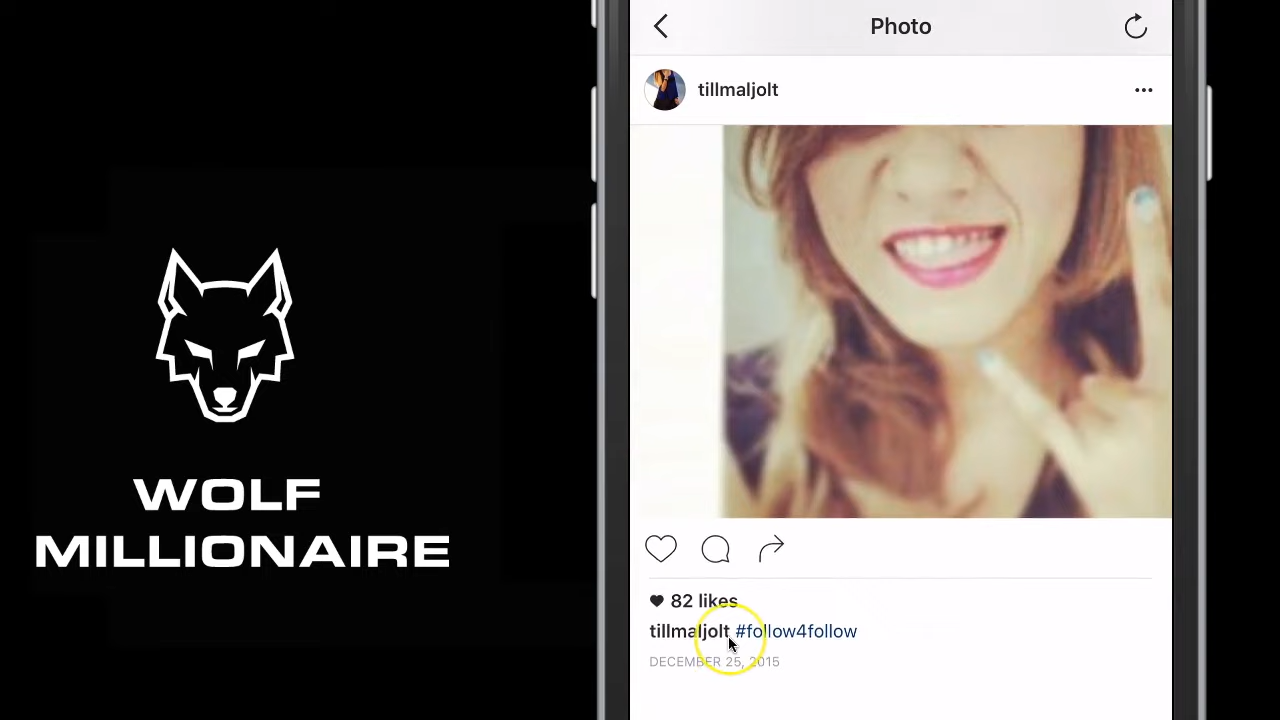 WOLF
MILLIONAIRE
Photo
tillmaljolt
82 likes
tillmaljolt #follow4follow
DECEMBER 25, 2015